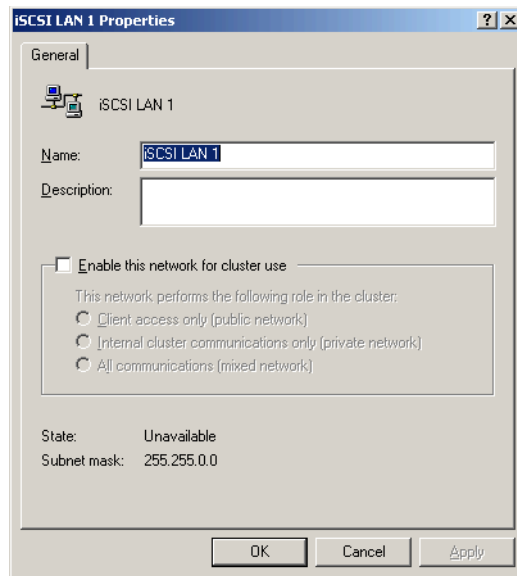 iSCSI LAN 1 Properties
General
iSCSI LAN 1
Name: iSCSI LAN 1
Description:
Enable this network for cluster use
This network performs the following role in the cluster:
Client access only (public network)
Internal cluster communications only (private network)
All communications (mixed network)
State: Unavailable
Subnet mask: 255.255.0.0
OK Cancel Apply